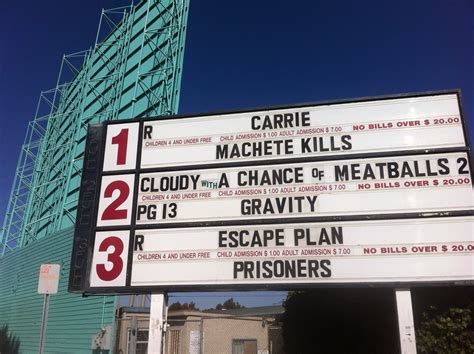 1
R CARRIE
CHILDREN 4 AND UNDER FREE CHILD ADMISSION $ 1.00 ADULT ADMISSION $ 7.00 NO BILLS OVER $ 20.00
MACHETE KILLS
2
CLOUDY WITH A CHANCE OF MEATBALLS 2
CHILDREN 4 AND UNDER FREE CHILD ADMISSION $ 1.00 ADULT ADMISSION $ 7.00 NO BILLS OVER $ 20.00
PG 13 GRAVITY
3
R ESCAPE PLAN
CHILDREN 4 AND UNDER FREE CHILD ADMISSION $ 1.00 ADULT ADMISSION $ 7.00 NO BILLS OVER $ 20.00
PRISONERS